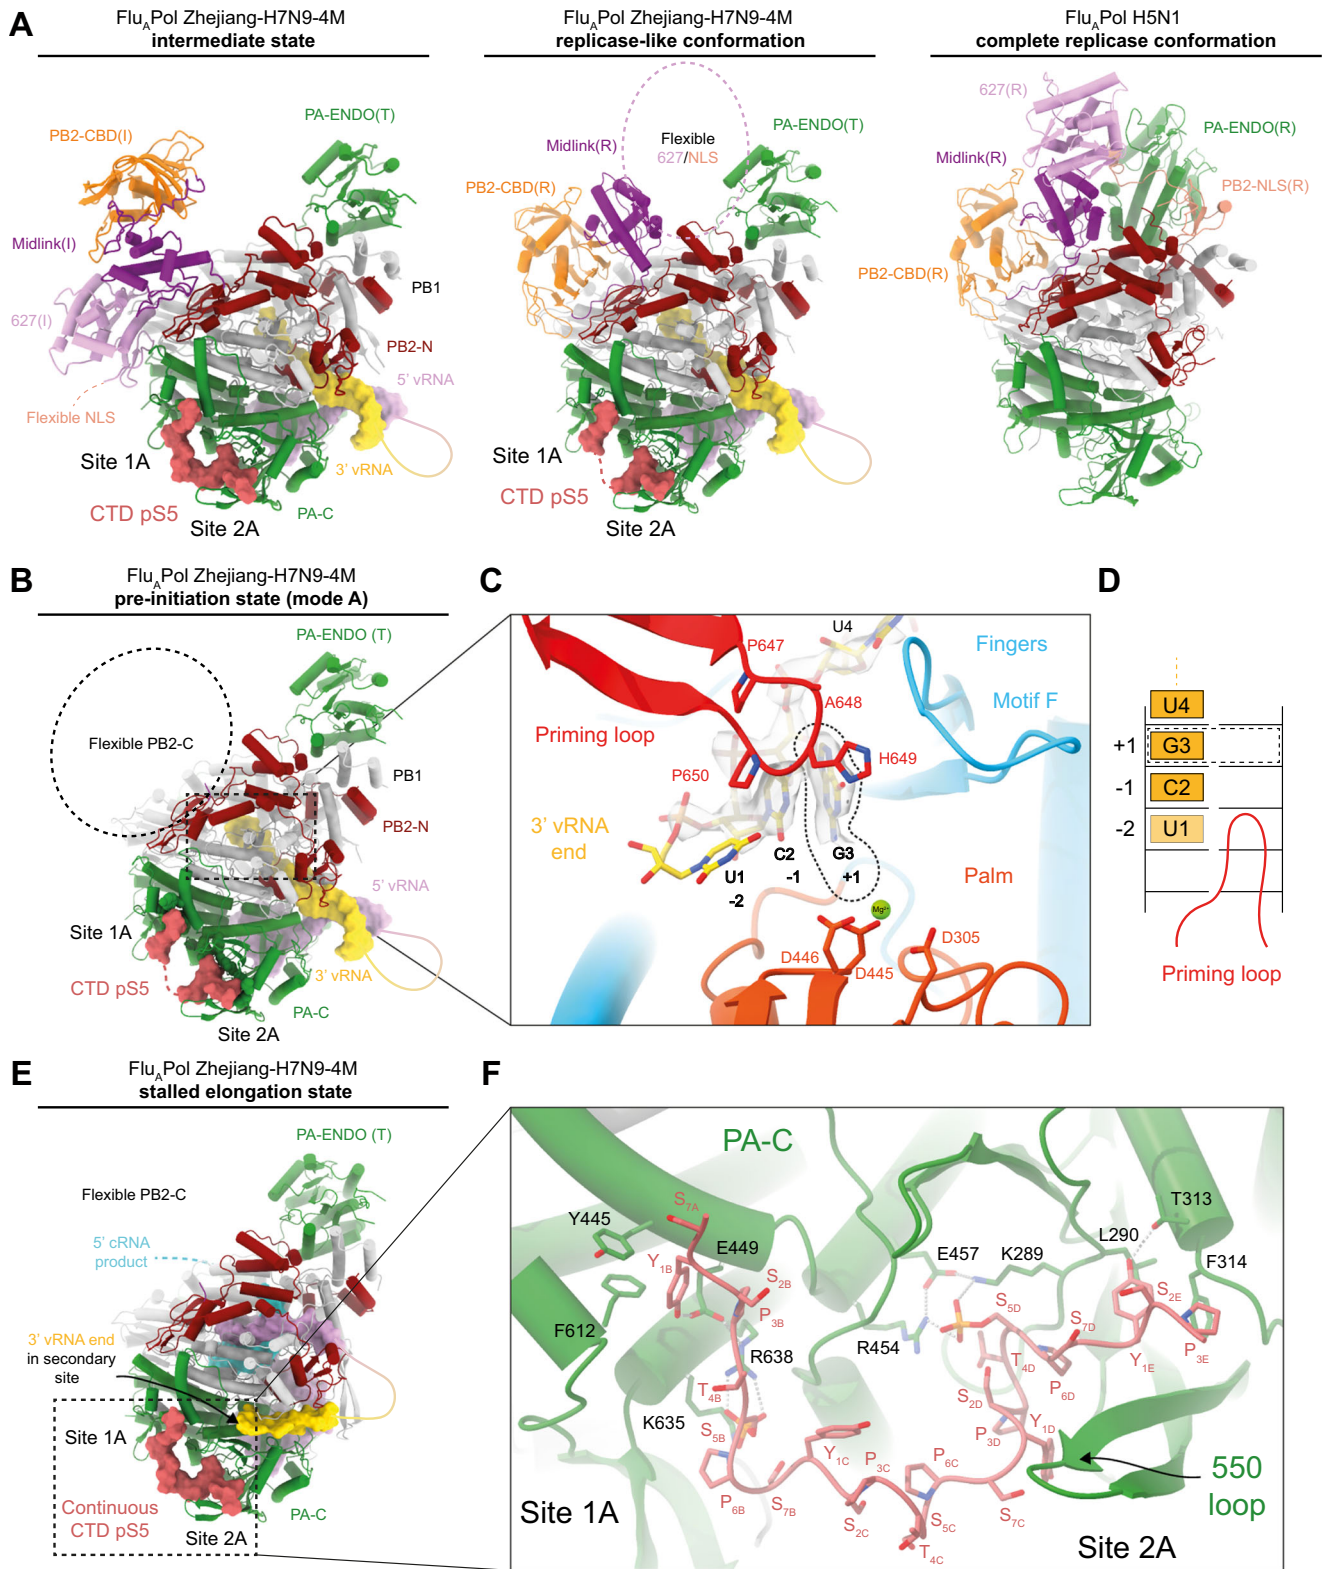 A
FluAPol Zhejiang-H7N9-4M
intermediate state
FluAPol Zhejiang-H7N9-4M
replicase-like conformation
FluAPol H5N1
complete replicase conformation
PB2-CBD(I)
PA-ENDO(T)
Midlink(I)
627(I)
PB1
PB2-N
5' vRNA
Flexible NLS
Site 1A
CTD pS5
3' vRNA
PA-C
Site 2A
Flexible
627/NLS
PA-ENDO(T)
Midlink(R)
PB2-CBD(R)
Site 1A
CTD pS5
Site 2A
627(R)
PA-ENDO(R)
Midlink(R)
PB2-NLS(R)
PB2-CBD(R)
B
FluAPol Zhejiang-H7N9-4M
pre-initiation state (mode A)
PA-ENDO (T)
Flexible PB2-C
PB1
PB2-N
5' vRNA
Site 1A
CTD pS5
3' vRNA
PA-C
Site 2A
C
U4
P647
Fingers
A648
Motif F
Priming loop
H649
P650
3' vRNA
end
C2
G3
U1
-1
+1
-2
Palm
Mg2+
D446
D305
D445
D
U4
+1
G3
-1
C2
-2
U1
Priming loop
E
FluAPol Zhejiang-H7N9-4M
stalled elongation state
PA-ENDO (T)
Flexible PB2-C
5' cRNA
product
3' vRNA end
in secondary
site
Site 1A
Continuous
CTD pS5
PA-C
Site 2A
F
PA-C
S7A
Y445
E449
Y1B
S2B
P3B
F612
R638
T4B
K635
S5B
P6B
S7B
Y1C
P3C
S2C
P6C
S5C
T4C
S7C
E457
K289
L290
T313
F314
S2E
S5D
S7D
R454
T4D
P6D
Y1E
P3E
S2D
P3D
Y1D
550
loop
Site 1A
Site 2A